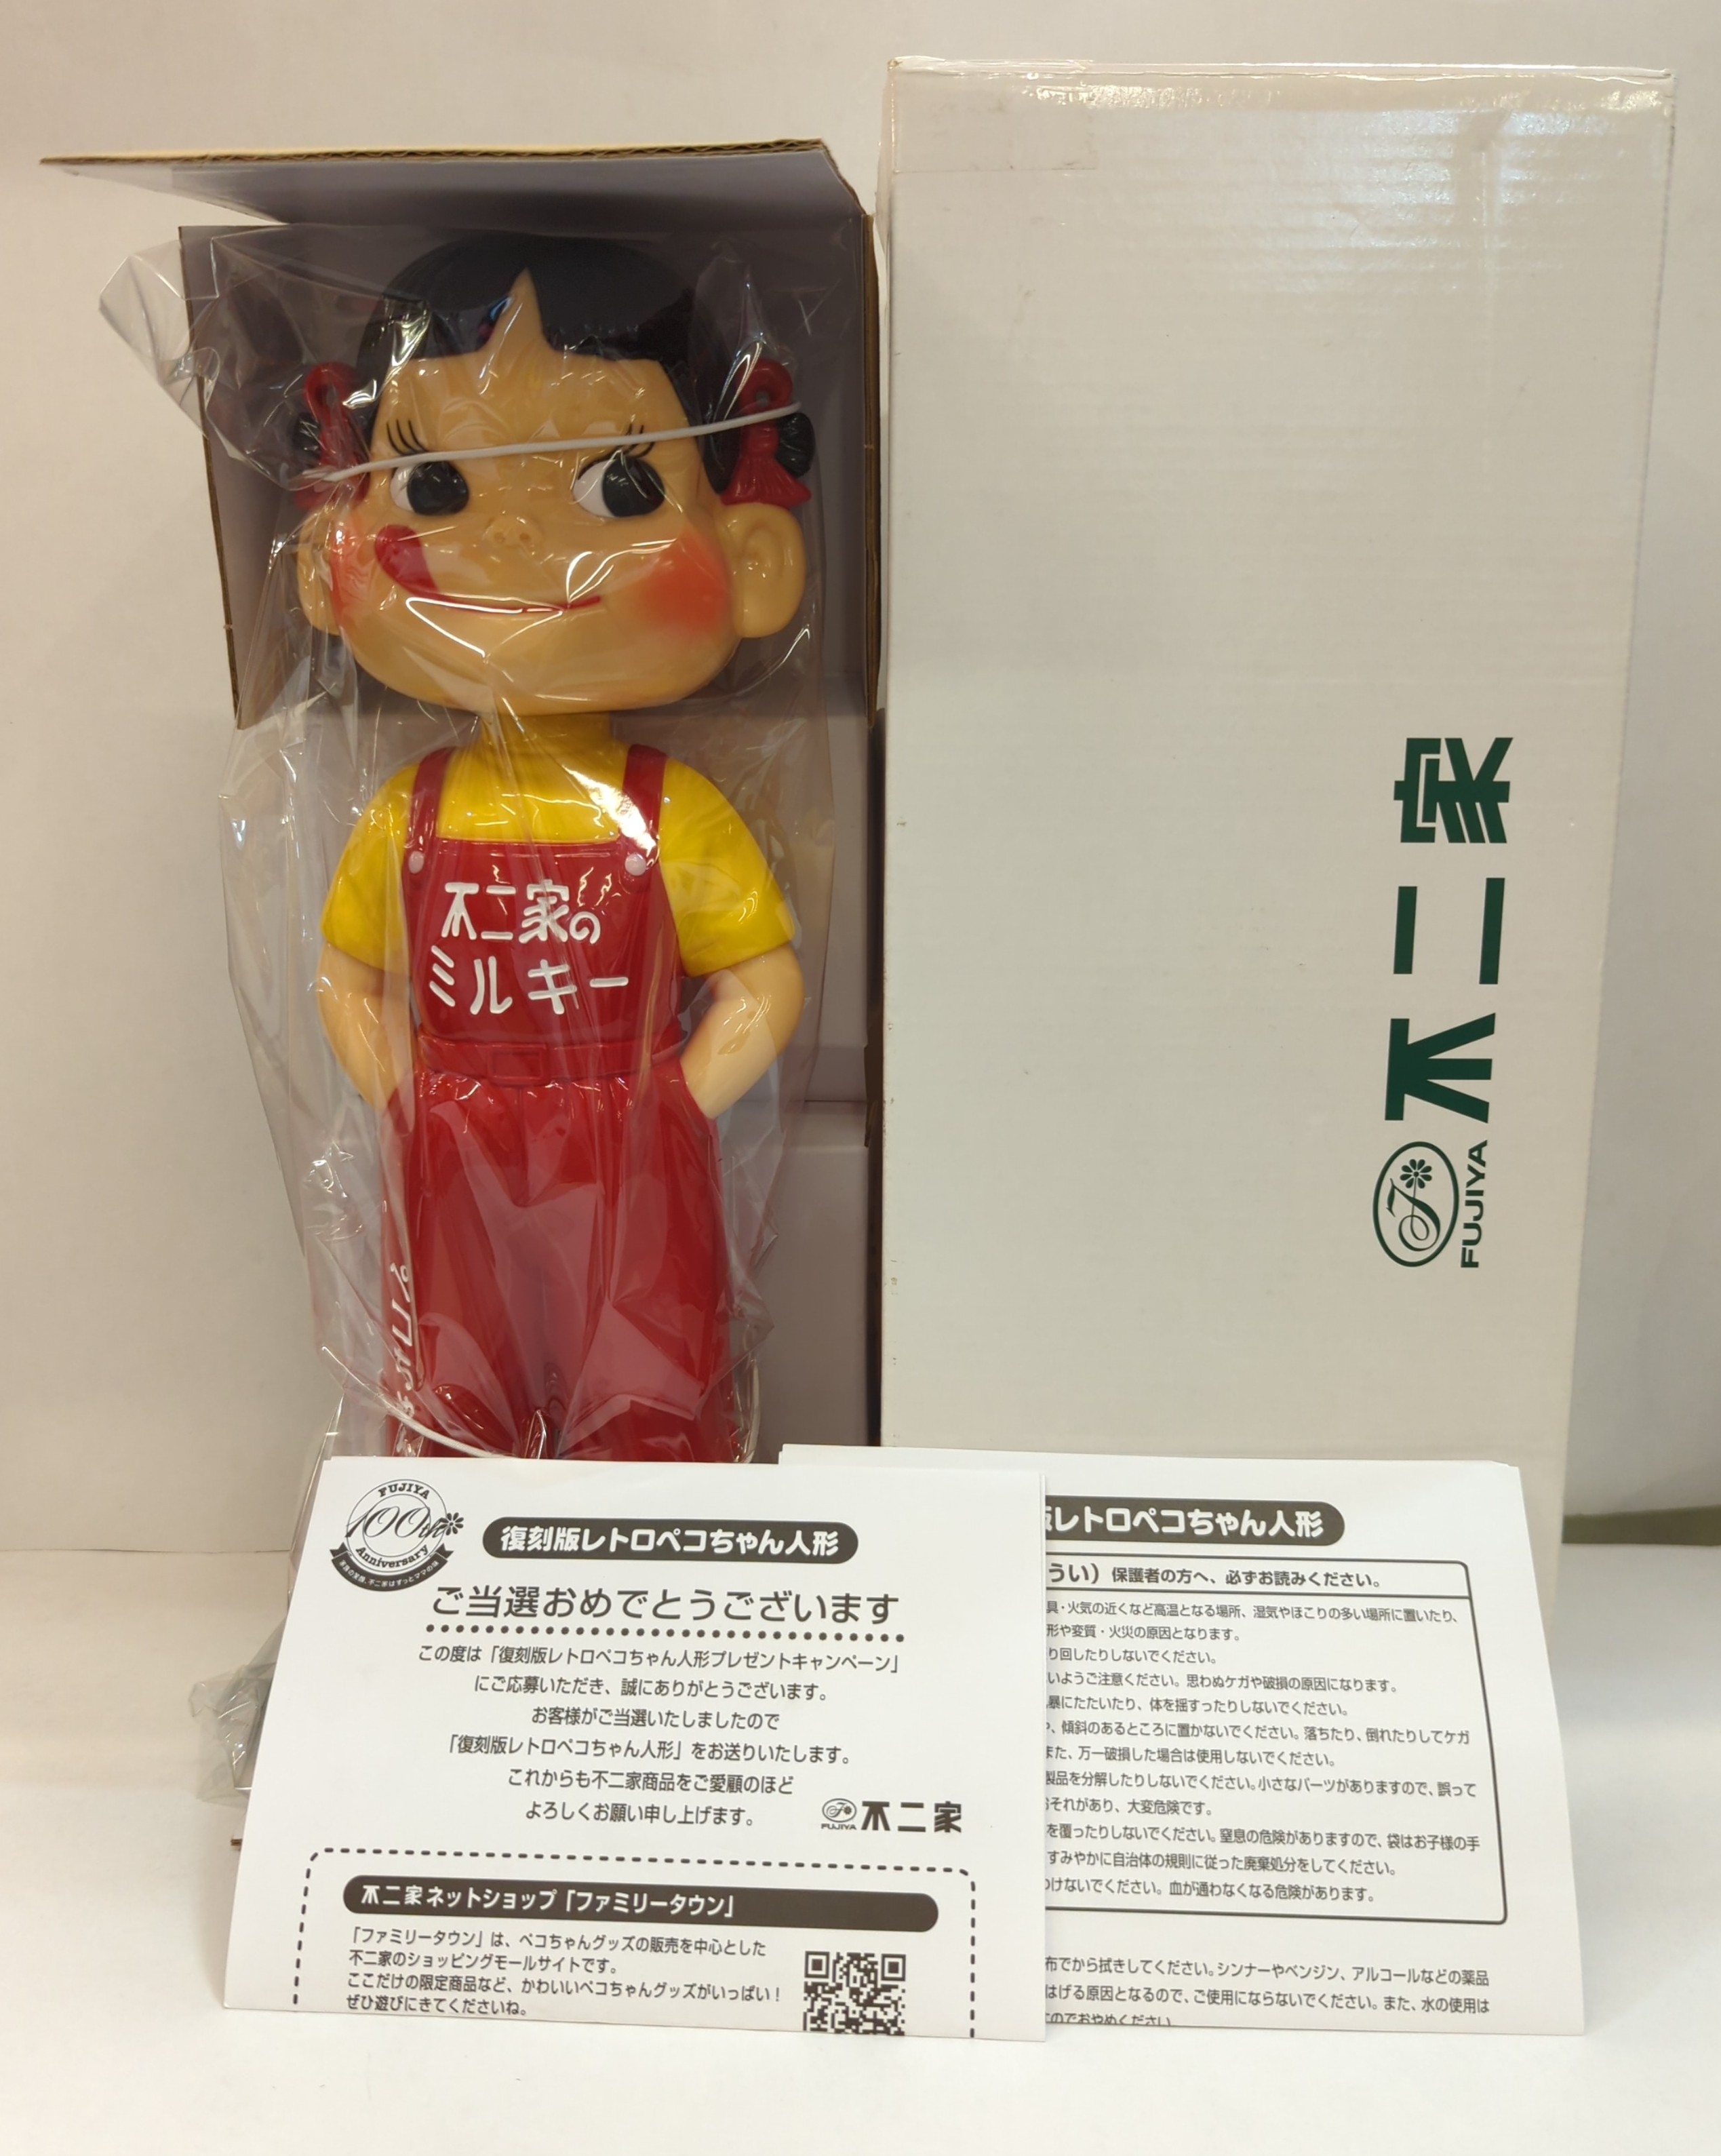 不二家の
ミルキー
不二家
FUJIYA
FUJIYA
100th
Anniversary
復刻版レトロペコちゃん人形
ご当選おめでとうございます
この度は「復刻版レトロペコちゃん人形プレゼントキャンペーン」
にご応募いただき、誠にありがとうございます。
お客様がご当選いたしましたので
「復刻版レトロペコちゃん人形」をお送りいたします。
これからも不二家商品をご愛顧のほど
よろしくお願い申し上げます。
FUJIYA 不二家
不二家ネットショップ「ファミリータウン」
「ファミリータウン」は、ペコちゃんグッズの販売を中心とした
不二家のショッピングモールサイトです。
ここだけの限定商品など、かわいいペコちゃんグッズがいっぱい！
ぜひ遊びにきてくださいね。
レトロペコちゃん人形
うい）保護者の方へ、必ずお読みください。
具・火気の近くなど高温となる場所、湿気やほこりの多い場所に置いたり、
形や変質・火災の原因となります。
り回したりしないでください。
いようご注意ください。思わぬケガや破損の原因になります。
暴にたたいたり、体を揺すったりしないでください。
、傾斜のあるところに置かないでください。落ちたり、倒れたりしてケガ
また、万一破損した場合は使用しないでください。
製品を分解したりしないでください。小さなパーツがありますので、誤って
おそれがあり、大変危険です。
を覆ったりしないでください。窒息の危険がありますので、袋はお子様の手
すみやかに自治体の規則に従った廃棄処分をしてください。
つけないでください。血が通わなくなる危険があります。
布でから拭きしてください。シンナーやベンジン、アルコールなどの薬品
はげる原因となるので、ご使用にならないでください。また、水の使用は
のでおやめください